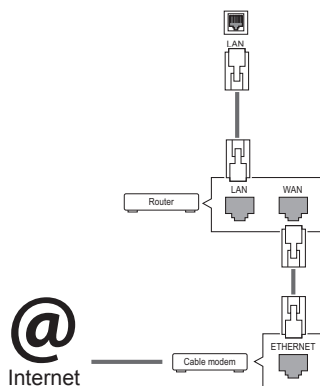 LAN
LAN WAN
Router
ETHERNET
Cable modem
@
Internet